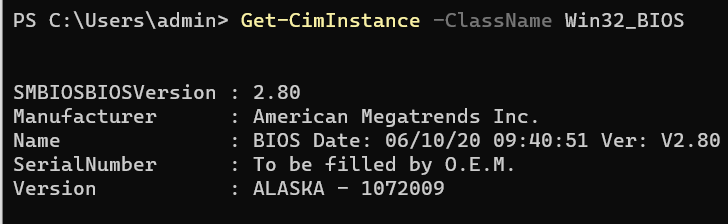 PS C:\Users\admin> Get-CimInstance -ClassName Win32_BIOS
SMBIOSBIOSVersion : 2.80
Manufacturer      : American Megatrends Inc.
Name              : BIOS Date: 06/10/20 09:40:51 Ver: V2.80
SerialNumber      : To be filled by O.E.M.
Version           : ALASKA - 1072009